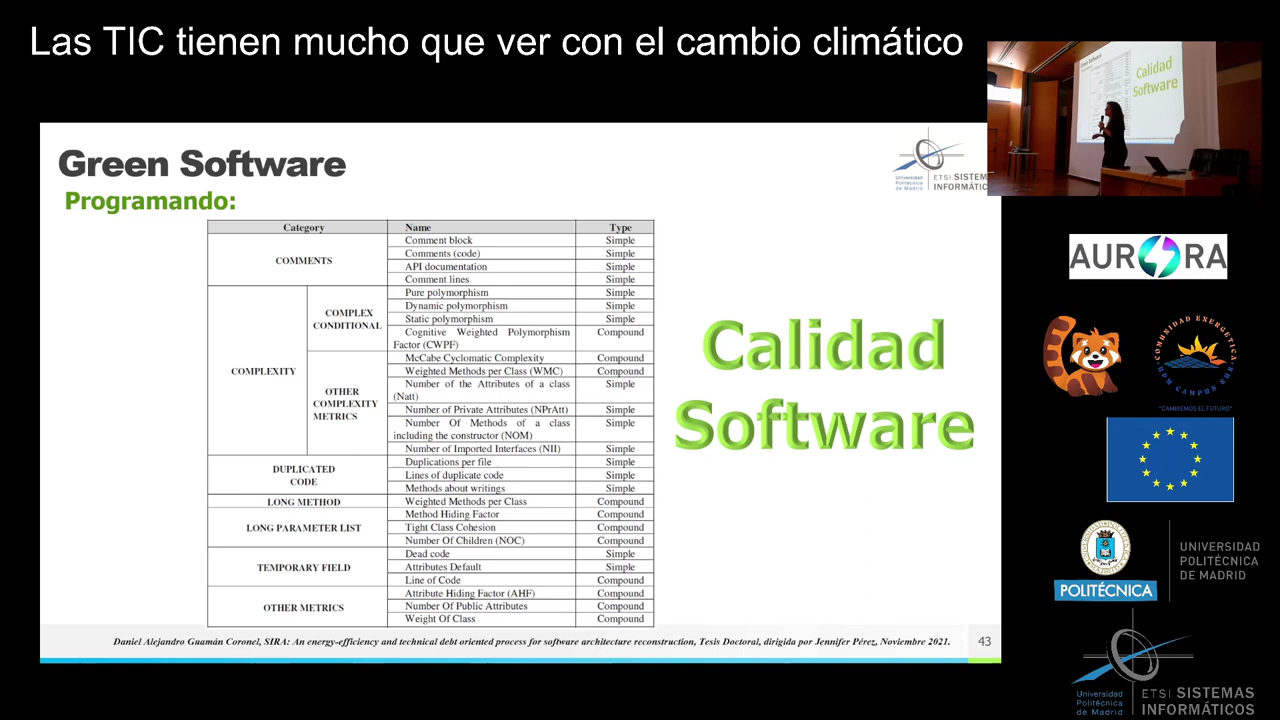 Las TIC tienen mucho que ver con el cambio climático
Green Software
Programando:
Universidad
Politécnica
de Madrid
ETSI SISTEMAS
INFORMÁTICOS
Category Name Type
COMMENTS
Comment block Simple
Comments (code) Simple
API documentation Simple
Comment lines Simple
COMPLEXITY
COMPLEX
CONDITIONAL
Pure polymorphism Simple
Dynamic polymorphism Simple
Static polymorphism Simple
Cognitive Weighted Polymorphism Compound
Factor (CWPF)
OTHER
COMPLEXITY
METRICS
McCabe Cyclomatic Complexity Compound
Weighted Methods per Class (WMC) Compound
Number of the Attributes of a class Simple
(Natt)
Number of Private Attributes (NPrAtt) Simple
Number Of Methods of a class Simple
including the constructor (NOM)
Number of Imported Interfaces (NII) Simple
DUPLICATED
CODE
Duplications per file Simple
Lines of duplicate code Simple
Methods about writings Simple
LONG METHOD Weighted Methods per Class Compound
LONG PARAMETER LIST
Method Hiding Factor Compound
Tight Class Cohesion Compound
Number Of Children (NOC) Compound
TEMPORARY FIELD
Dead code Simple
Attributes Default Simple
Line of Code Compound
OTHER METRICS
Attribute Hiding Factor (AHF) Compound
Number Of Public Attributes Compound
Weight Of Class Compound
Calidad
Software
Daniel Alejandro Guamán Coronel, SIRA: An energy-efficiency and technical debt oriented process for software architecture reconstruction, Tesis Doctoral, dirigida por Jennifer Pérez, Noviembre 2021.
43
Green Software
Calidad
Software
AURORA
COMUNIDAD ENERGETICA
UPM CAMPUS SUR
"CAMBIEMOS EL FUTURO"
POLITÉCNICA
UNIVERSIDAD
POLITÉCNICA
DE MADRID
Universidad
Politécnica
de Madrid
ETSI SISTEMAS
INFORMÁTICOS